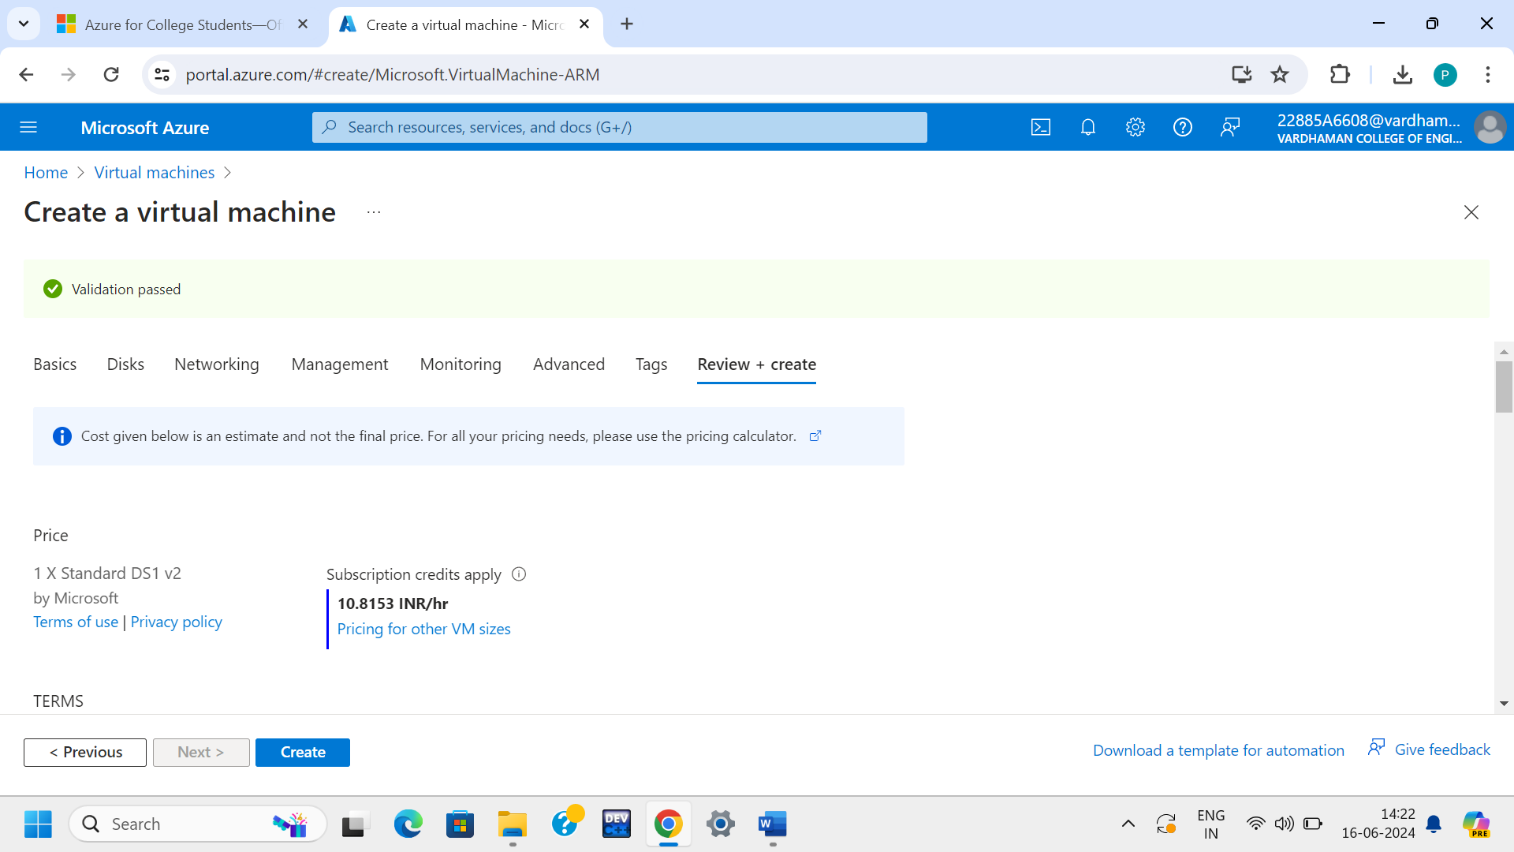 Azure for College Students—Of
Create a virtual machine - Micro
portal.azure.com/#create/Microsoft.VirtualMachine-ARM
P
Microsoft Azure
Search resources, services, and docs (G+/)
22885A6608@vardham...
VARDHAMAN COLLEGE OF ENGI...
Home > Virtual machines >
Create a virtual machine ...
Validation passed
Basics Disks Networking Management Monitoring Advanced Tags Review + create
Cost given below is an estimate and not the final price. For all your pricing needs, please use the pricing calculator.
Price
1 X Standard DS1 v2
by Microsoft
Terms of use | Privacy policy
Subscription credits apply
10.8153 INR/hr
Pricing for other VM sizes
TERMS
< Previous Next > Create
Download a template for automation Give feedback
Search
DEV
C++
ENG
IN
14:22
16-06-2024
PRE